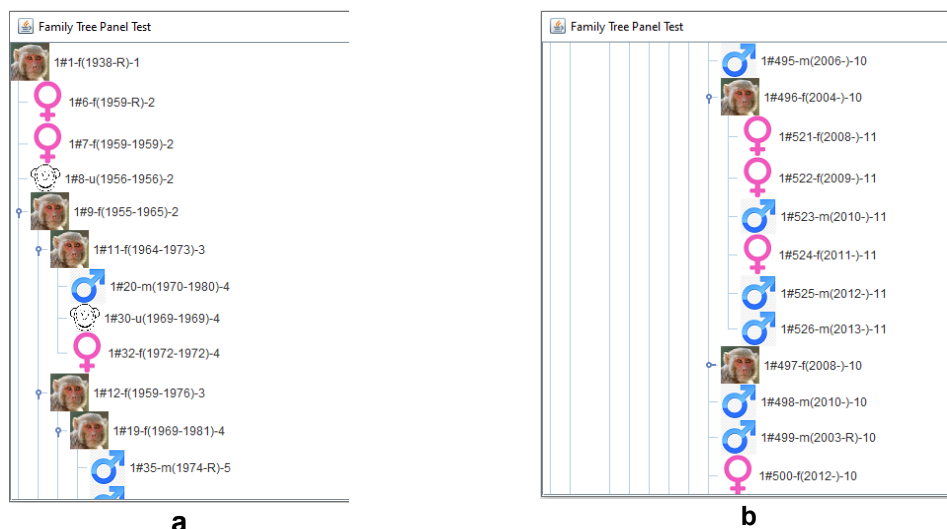 Family Tree Panel Test
1#1-f(1938-R)-1
1#6-f(1959-R)-2
1#7-f(1959-1959)-2
1#8-u(1956-1956)-2
1#9-f(1955-1965)-2
1#11-f(1964-1973)-3
1#20-m(1970-1980)-4
1#30-u(1969-1969)-4
1#32-f(1972-1972)-4
1#12-f(1959-1976)-3
1#19-f(1969-1981)-4
1#35-m(1974-R)-5
a
Family Tree Panel Test
1#495-m(2006-)-10
1#496-f(2004-)-10
1#521-f(2008-)-11
1#522-f(2009-)-11
1#523-m(2010-)-11
1#524-f(2011-)-11
1#525-m(2012-)-11
1#526-m(2013-)-11
1#497-f(2008-)-10
1#498-m(2010-)-10
1#499-m(2003-R)-10
1#500-f(2012-)-10
b